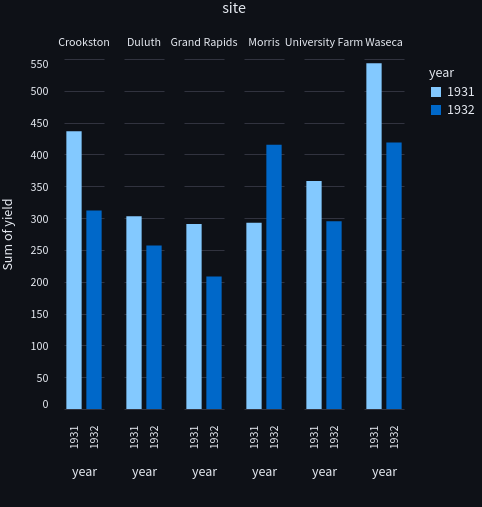 site
Crookston Duluth Grand Rapids Morris University Farm Waseca
year
1931
1932
Sum of yield
550
500
450
400
350
300
250
200
150
100
50
0
1931 1932 1931 1932 1931 1932 1931 1932 1931 1932 1931 1932
year year year year year year